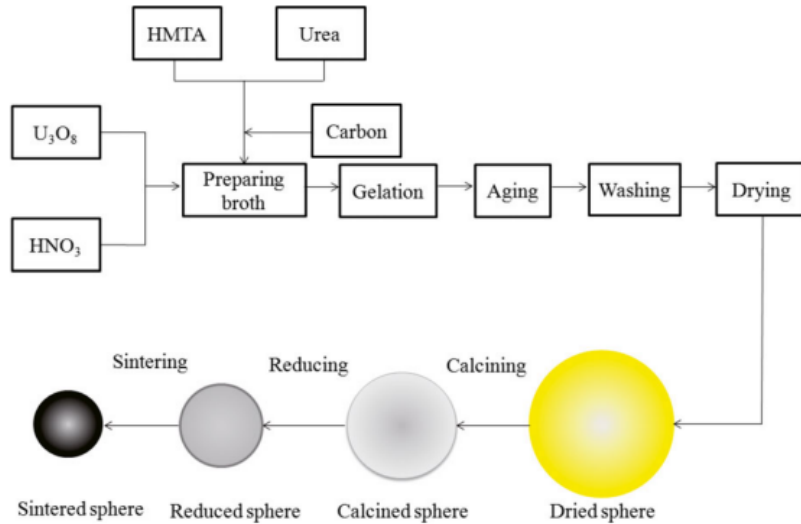 HMTA
Urea
U₃O₈
Carbon
Preparing
broth
Gelation
Aging
Washing
Drying
HNO₃
Sintering
Reducing
Calcining
Sintered sphere
Reduced sphere
Calcined sphere
Dried sphere